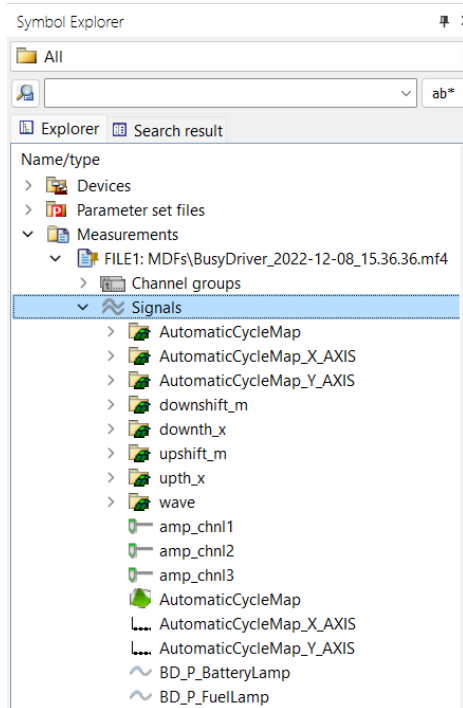 Symbol Explorer
All
ab*
Explorer Search result
Name/type
Devices
Parameter set files
Measurements
FILE1: MDFs\BusyDriver_2022-12-08_15.36.36.mf4
Channel groups
Signals
AutomaticCycleMap
AutomaticCycleMap_X_AXIS
AutomaticCycleMap_Y_AXIS
downshift_m
downth_x
upshift_m
upth_x
wave
amp_chnl1
amp_chnl2
amp_chnl3
AutomaticCycleMap
AutomaticCycleMap_X_AXIS
AutomaticCycleMap_Y_AXIS
BD_P_BatteryLamp
BD_P_FuelLamp